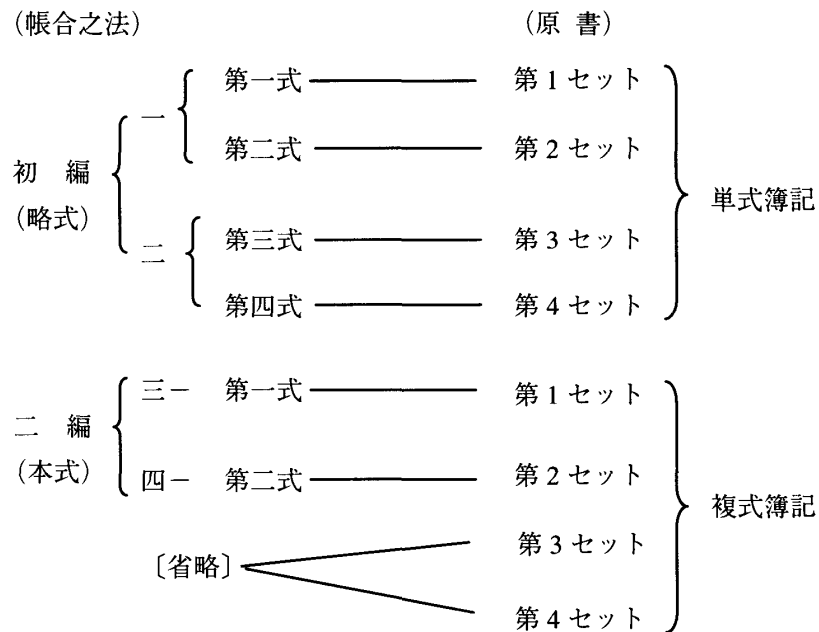 (帳合之法) (原書)
第一式 第1セット
一
第二式 第2セット
初編
(略式) 単式簿記
二
第三式 第3セット
第四式 第4セット
三− 第一式 第1セット
二編
(本式)
四− 第二式 第2セット
複式簿記
第3セット
〔省略〕
第4セット